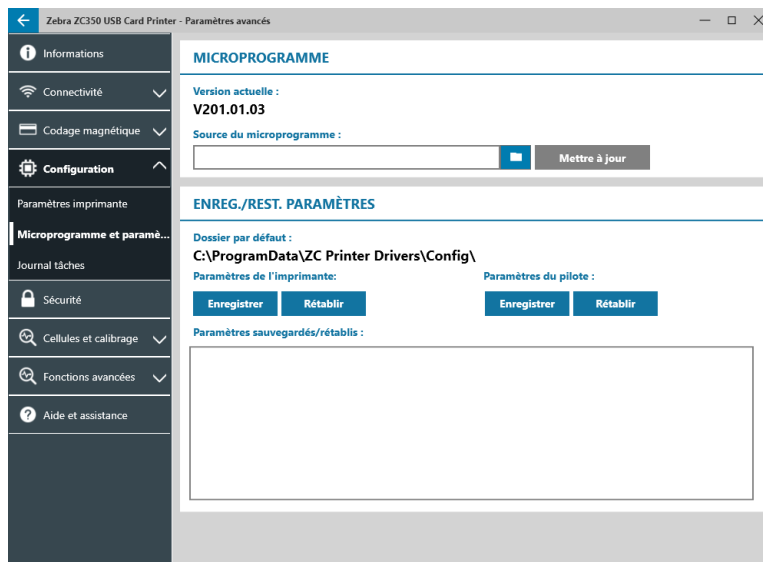 Zebra ZC350 USB Card Printer - Paramètres avancés
Informations
Connectivité
Codage magnétique
Configuration
Paramètres imprimante
Microprogramme et paramè...
Journal tâches
Sécurité
Cellules et calibrage
Fonctions avancées
Aide et assistance
MICROPROGRAMME
Version actuelle :
V201.01.03
Source du microprogramme :
Mettre à jour
ENREG./REST. PARAMÈTRES
Dossier par défaut :
C:\ProgramData\ZC Printer Drivers\Config\
Paramètres de l'imprimante: Paramètres du pilote :
Enregistrer Rétablir Enregistrer Rétablir
Paramètres sauvegardés/rétablis :